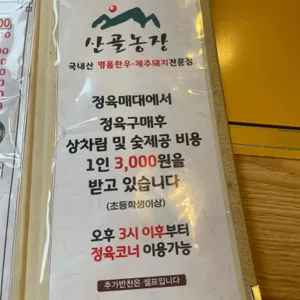 산골농장
국내산 명품한우·제주돼지전문점
정육매대에서
정육구매후
상차림 및 숯제공 비용
1인 3,000원을
받고 있습니다
(초등학생이상)
오후 3시 이후부터
정육코너 이용가능
추가반찬은 셀프입니다